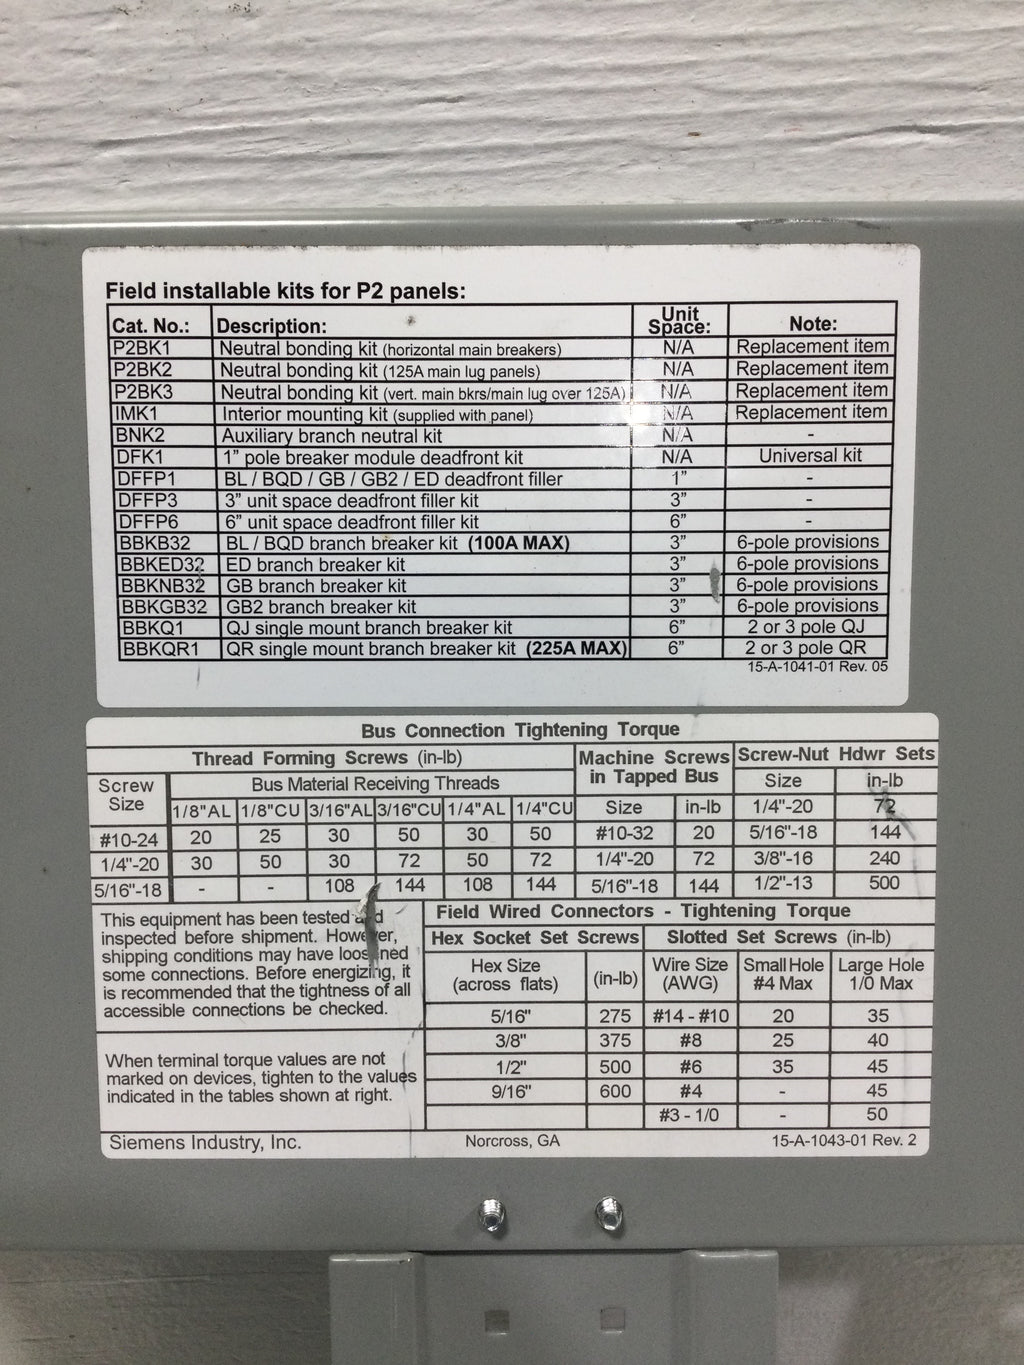 Field installable kits for P2 panels:
Cat. No.: Description: Unit Space: Note:
P2BK1 Neutral bonding kit (horizontal main breakers) N/A Replacement item
P2BK2 Neutral bonding kit (125A main lug panels) N/A Replacement item
P2BK3 Neutral bonding kit (vert. main bkrs/main lug over 125A) N/A Replacement item
IMK1 Interior mounting kit (supplied with panel) N/A Replacement item
BNK2 Auxiliary branch neutral kit N/A -
DFK1 1" pole breaker module deadfront kit N/A Universal kit
DFFP1 BL / BQD / GB / GB2 / ED deadfront filler 1" -
DFFP3 3" unit space deadfront filler kit 3" -
DFFP6 6" unit space deadfront filler kit 6" -
BBKB32 BL / BQD branch breaker kit (100A MAX) 3" 6-pole provisions
BBKED32 ED branch breaker kit 3" 6-pole provisions
BBKNB32 GB branch breaker kit 3" 6-pole provisions
BBKGB32 GB2 branch breaker kit 3" 6-pole provisions
BBKQ1 QJ single mount branch breaker kit 6" 2 or 3 pole QJ
BBKQR1 QR single mount branch breaker kit (225A MAX) 6" 2 or 3 pole QR
15-A-1041-01 Rev. 05
Bus Connection Tightening Torque
Thread Forming Screws (in-lb)
Screw Size
Bus Material Receiving Threads
1/8"AL 1/8"CU 3/16"AL 3/16"CU 1/4"AL 1/4"CU
#10-24 20 25 30 50 30 50
1/4"-20 30 50 30 72 50 72
5/16"-18 - - 108 144 108 144
Machine Screws
in Tapped Bus
Size in-lb
#10-32 20
1/4"-20 72
5/16"-18 144
Screw-Nut Hdwr Sets
Size in-lb
1/4"-20 72
5/16"-18 144
3/8"-16 240
1/2"-13 500
This equipment has been tested and
inspected before shipment. However,
shipping conditions may have loosened
some connections. Before energizing, it
is recommended that the tightness of all
accessible connections be checked.
When terminal torque values are not
marked on devices, tighten to the values
indicated in the tables shown at right.
Field Wired Connectors - Tightening Torque
Hex Socket Set Screws
Hex Size (across flats) (in-lb)
5/16" 275
3/8" 375
1/2" 500
9/16" 600
Slotted Set Screws (in-lb)
Wire Size (AWG) Small Hole #4 Max Large Hole 1/0 Max
#14 - #10 20 35
#8 25 40
#6 35 45
#4 - 45
#3 - 1/0 - 50
Siemens Industry, Inc. Norcross, GA 15-A-1043-01 Rev. 2